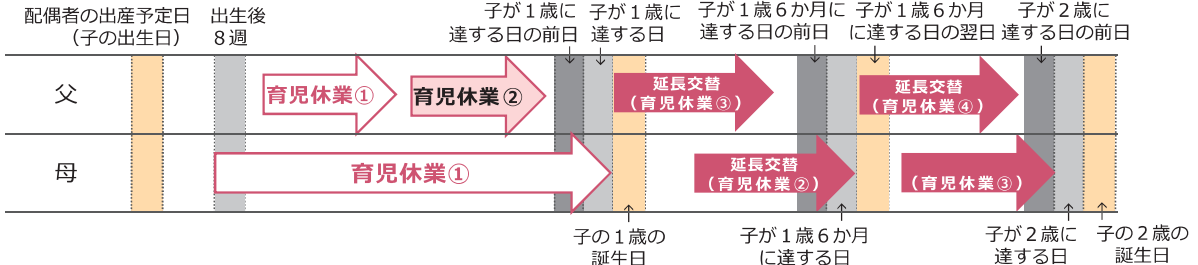 配偶者の出産予定日
（子の出生日）
出生後
８週
子が１歳に
達する日の前日
子が１歳に
達する日
子が１歳６か月に
達する日の前日
子が１歳６か月
に達する日の翌日
子が２歳に
達する日の前日
父
育児休業①
育児休業②
延長交替
（育児休業③）
延長交替
（育児休業④）
母
育児休業①
延長交替
（育児休業②）
（育児休業③）
子の１歳の
誕生日
子が１歳６か月
に達する日
子が２歳に
達する日
子の２歳の
誕生日